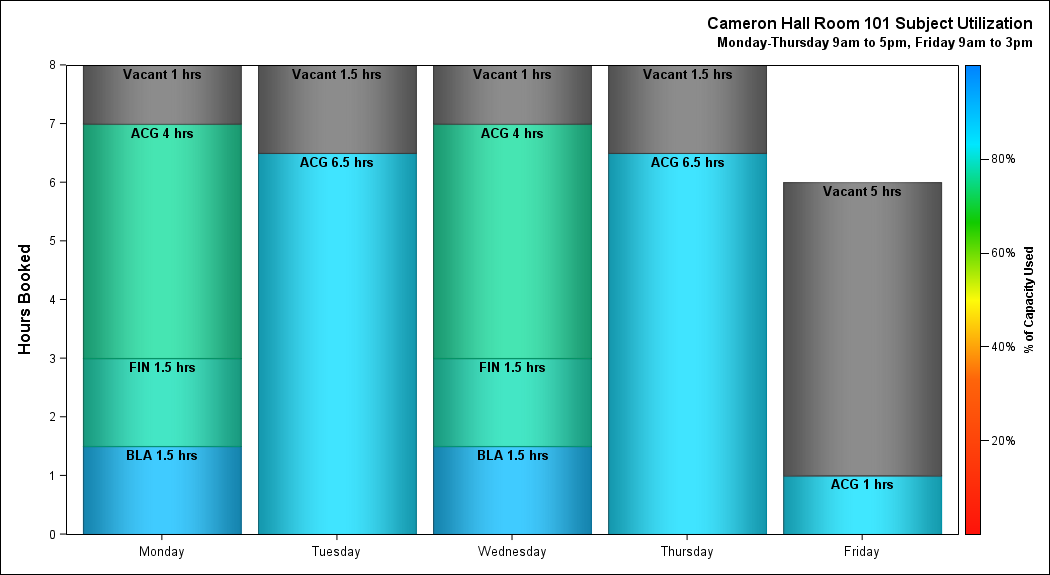 Cameron Hall Room 101 Subject Utilization
Monday-Thursday 9am to 5pm, Friday 9am to 3pm
Hours Booked
8
7
6
5
4
3
2
1
0
Vacant 1 hrs
ACG 4 hrs
FIN 1.5 hrs
BLA 1.5 hrs
Vacant 1.5 hrs
ACG 6.5 hrs
Vacant 1 hrs
ACG 4 hrs
FIN 1.5 hrs
BLA 1.5 hrs
Vacant 1.5 hrs
ACG 6.5 hrs
Vacant 5 hrs
ACG 1 hrs
Monday
Tuesday
Wednesday
Thursday
Friday
80%
60%
40%
20%
% of Capacity Used